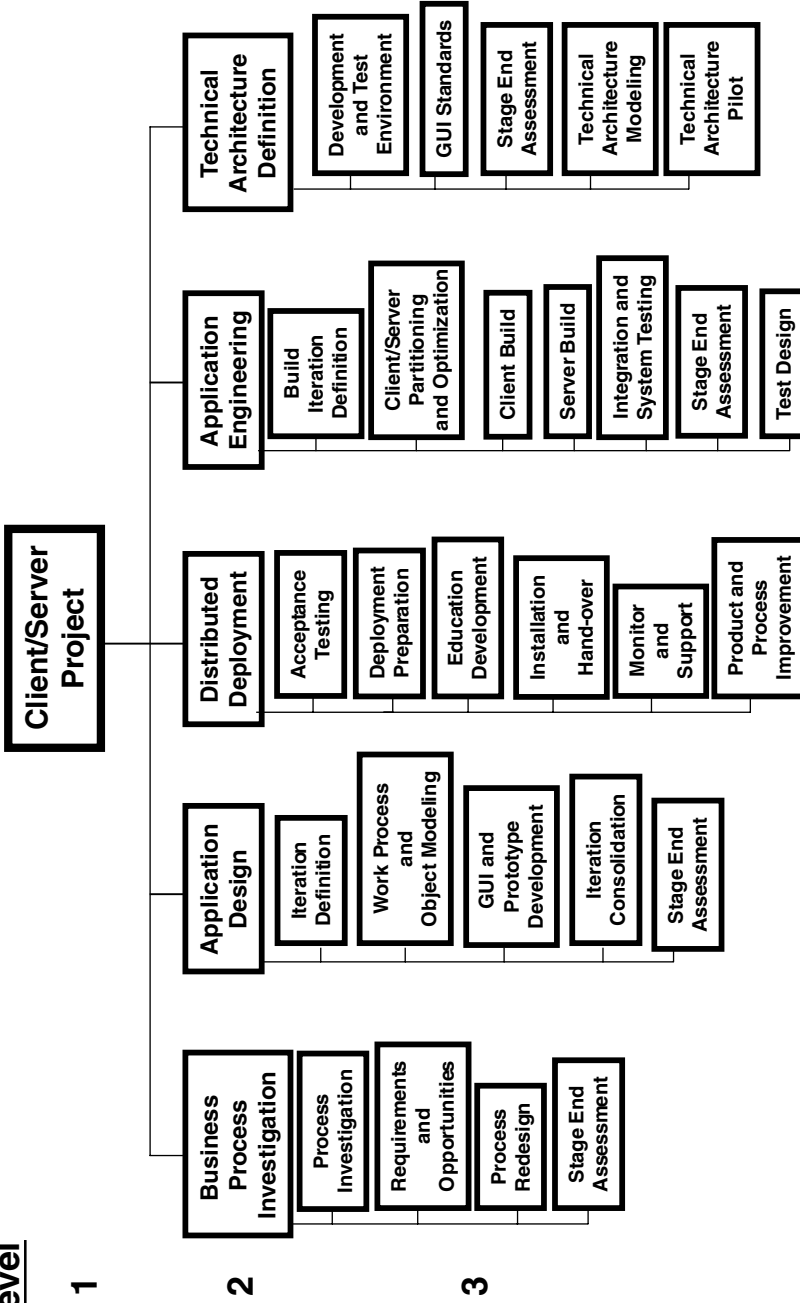 evel
1
2
3
Client/Server
Project
Business
Process
Investigation
Process
Investigation
Requirements
and
Opportunities
Process
Redesign
Stage End
Assessment
Application
Design
Iteration
Definition
Work Process
and
Object Modeling
GUI and
Prototype
Development
Iteration
Consolidation
Stage End
Assessment
Distributed
Deployment
Acceptance
Testing
Deployment
Preparation
Education
Development
Installation
and
Hand-over
Monitor
and
Support
Product and
Process
Improvement
Application
Engineering
Build
Iteration
Definition
Client/Server
Partitioning
and Optimization
Client Build
Server Build
Integration and
System Testing
Stage End
Assessment
Test Design
Technical
Architecture
Definition
Development
and Test
Environment
GUI Standards
Stage End
Assessment
Technical
Architecture
Modeling
Technical
Architecture
Pilot